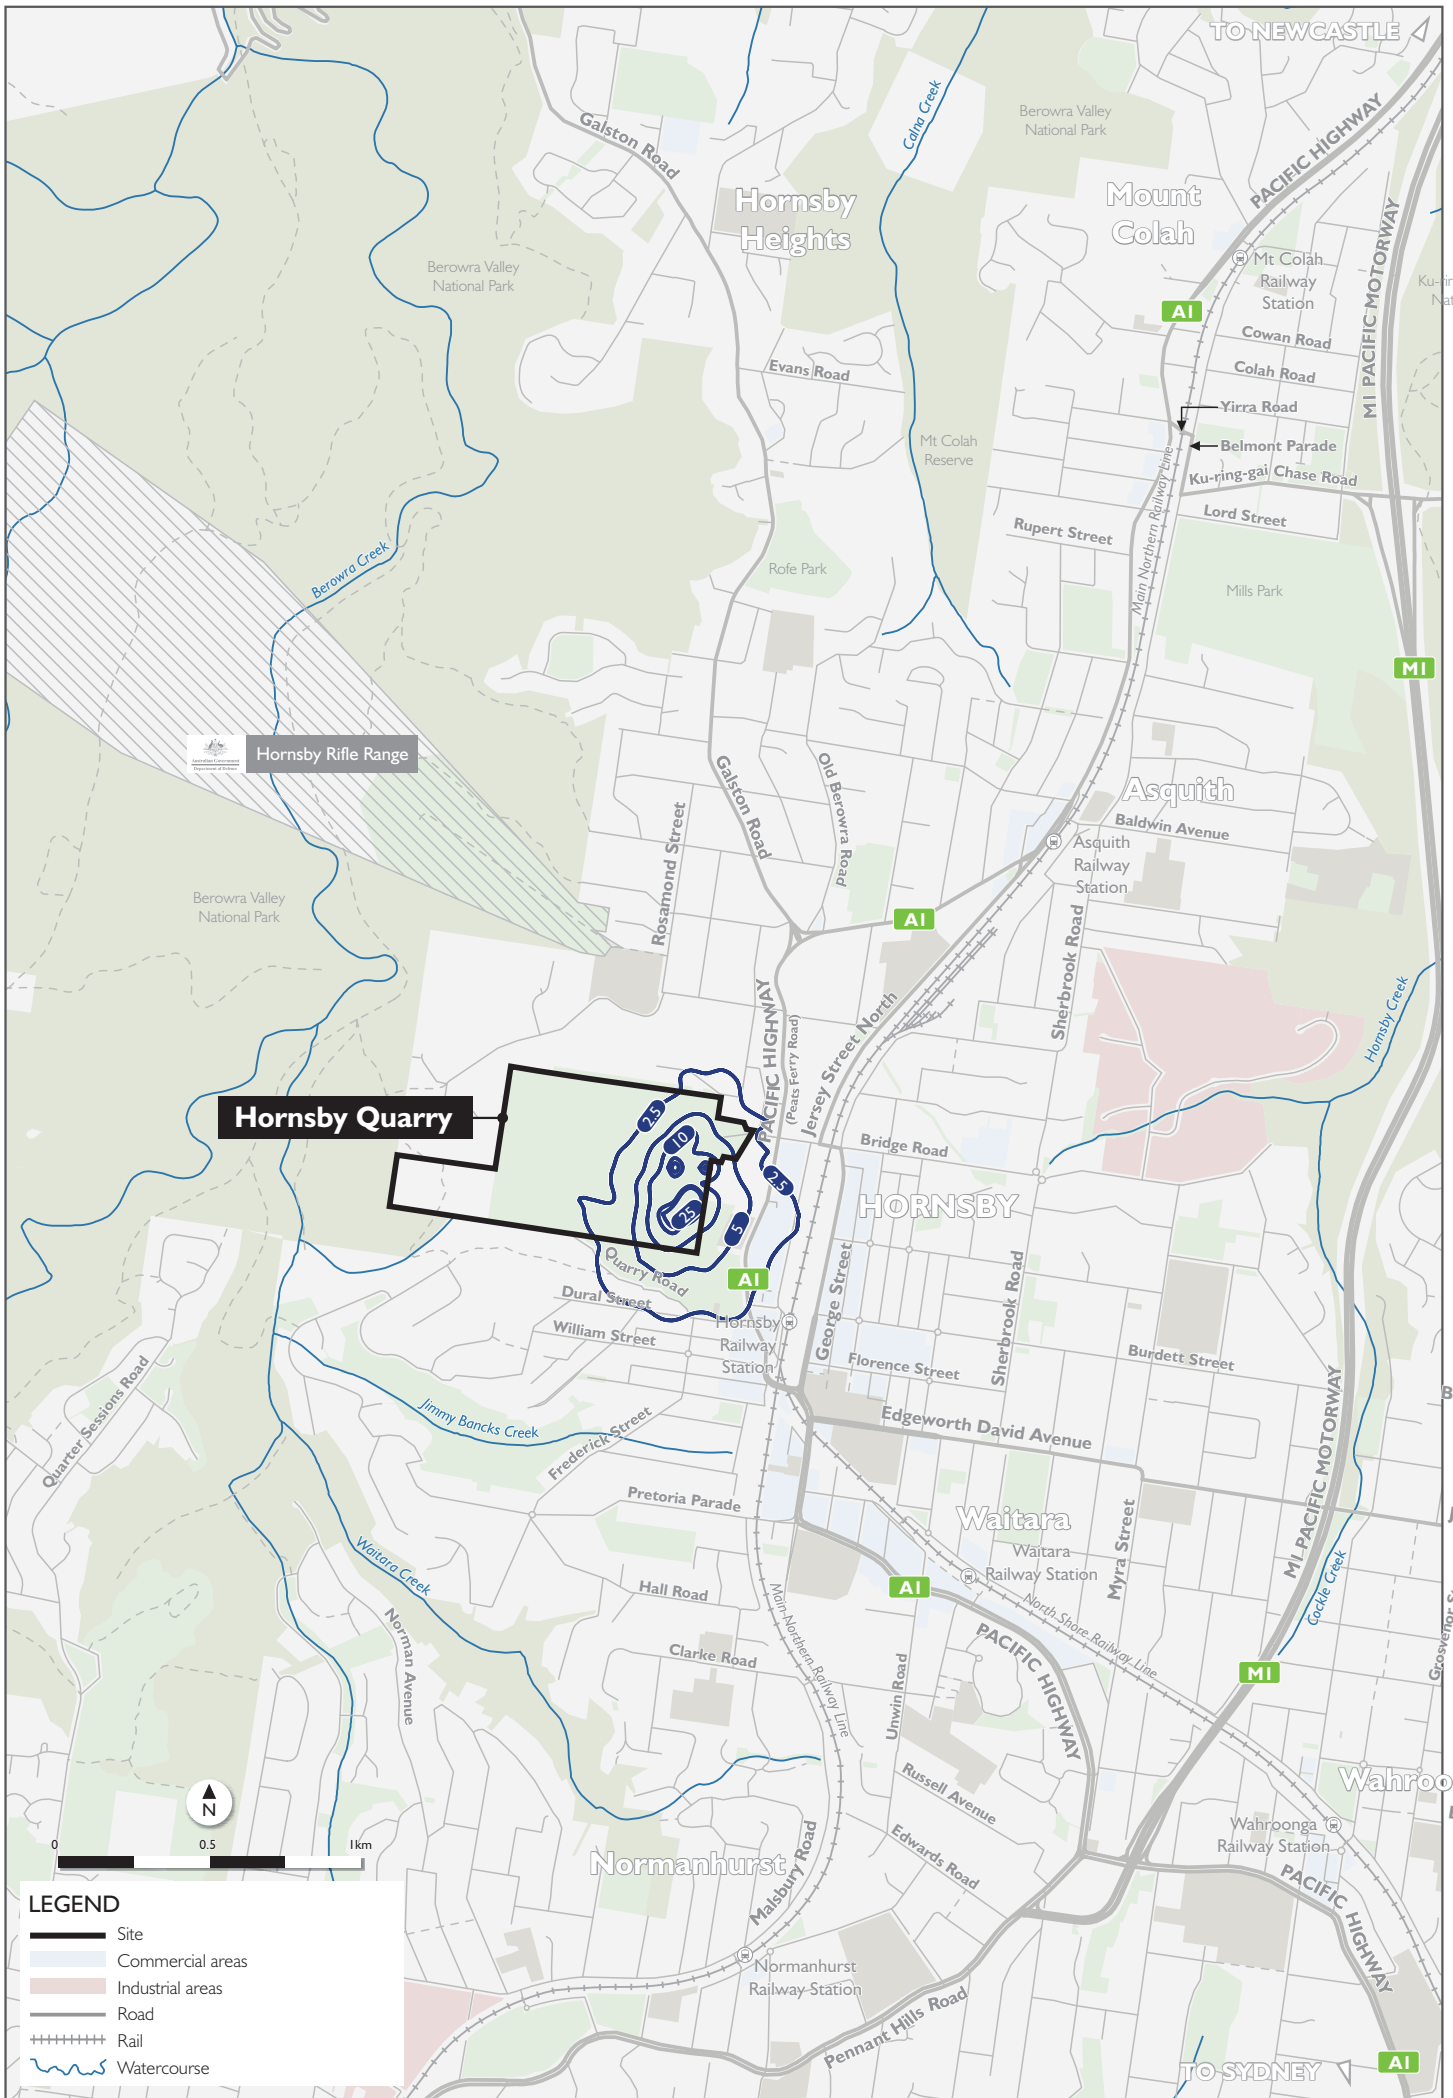 TO NEWCASTLE
PACIFIC HIGHWAY
Calna Creek
Berowra Valley
National Park
Galston Road
Hornsby
Heights
Mount
Colah
M1 PACIFIC MOTORWAY
Mt Colah
Railway
Station
Berowra Valley
National Park
A1
Cowan Road
Colah Road
Evans Road
Yirra Road
Belmont Parade
Mt Colah
Reserve
Ku-ring-gai Chase Road
Lord Street
Rupert Street
Main Northern Railway Line
Berowra Creek
Rofe Park
Mills Park
M1
Australian Government
Department of Defence
Hornsby Rifle Range
Galston Road
Old Berowra Road
Rosamond Street
Asquith
Baldwin Avenue
Asquith
Railway
Station
Berowra Valley
National Park
A1
Sherbrook Road
PACIFIC HIGHWAY
(Peats Ferry Road)
Jersey Street North
Hornsby Creek
Hornsby Quarry
2.5
10
Bridge Road
2.5
HORNSBY
25
5
Quarry Road
A1
Dural Street
George Street
Sherbrook Road
William Street
Hornsby
Railway
Station
Florence Street
Burdett Street
Quarter Sessions Road
Jimmy Bancks Creek
Frederick Street
Edgeworth David Avenue
M1 PACIFIC MOTORWAY
Pretoria Parade
Waitara
Waitara
Railway Station
Myra Street
Waitara Creek
Hall Road
A1
Cockle Creek
North Shore Railway Line
Norman Avenue
Main Northern Railway Line
Clarke Road
PACIFIC HIGHWAY
Unwin Road
M1
Grosvenor S
Russell Avenue
Wahroo
N
Wahroonga
Railway Station
0 0.5 1km
Normanhurst
Malsbury Road
Edwards Road
PACIFIC HIGHWAY
LEGEND
Site
Commercial areas
Industrial areas
Road
Rail
Watercourse
Normanhurst
Railway Station
Pennant Hills Road
TO SYDNEY
A1